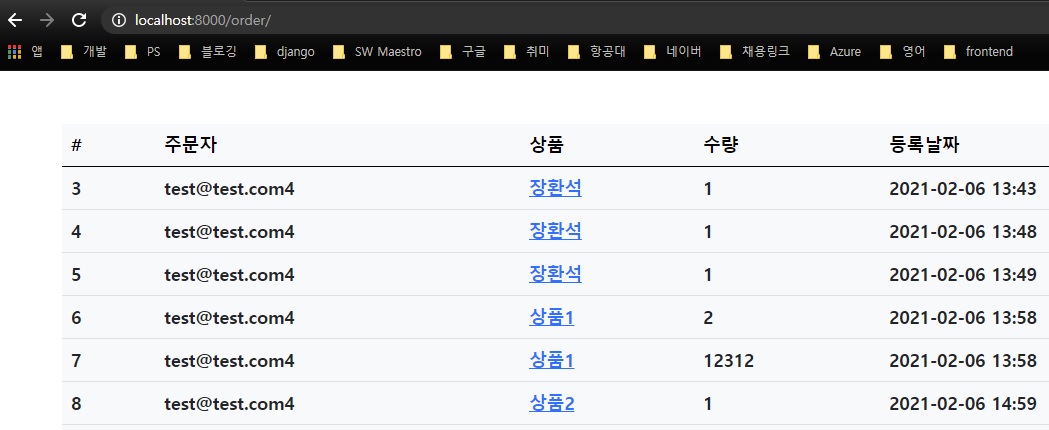 localhost:8000/order/
앱 개발 PS 블로깅 django SW Maestro 구글 취미 항공대 네이버 채용링크 Azure 영어 frontend
# 주문자 상품 수량 등록날짜
3 test@test.com4 장환석 1 2021-02-06 13:43
4 test@test.com4 장환석 1 2021-02-06 13:48
5 test@test.com4 장환석 1 2021-02-06 13:49
6 test@test.com4 상품1 2 2021-02-06 13:58
7 test@test.com4 상품1 12312 2021-02-06 13:58
8 test@test.com4 상품2 1 2021-02-06 14:59